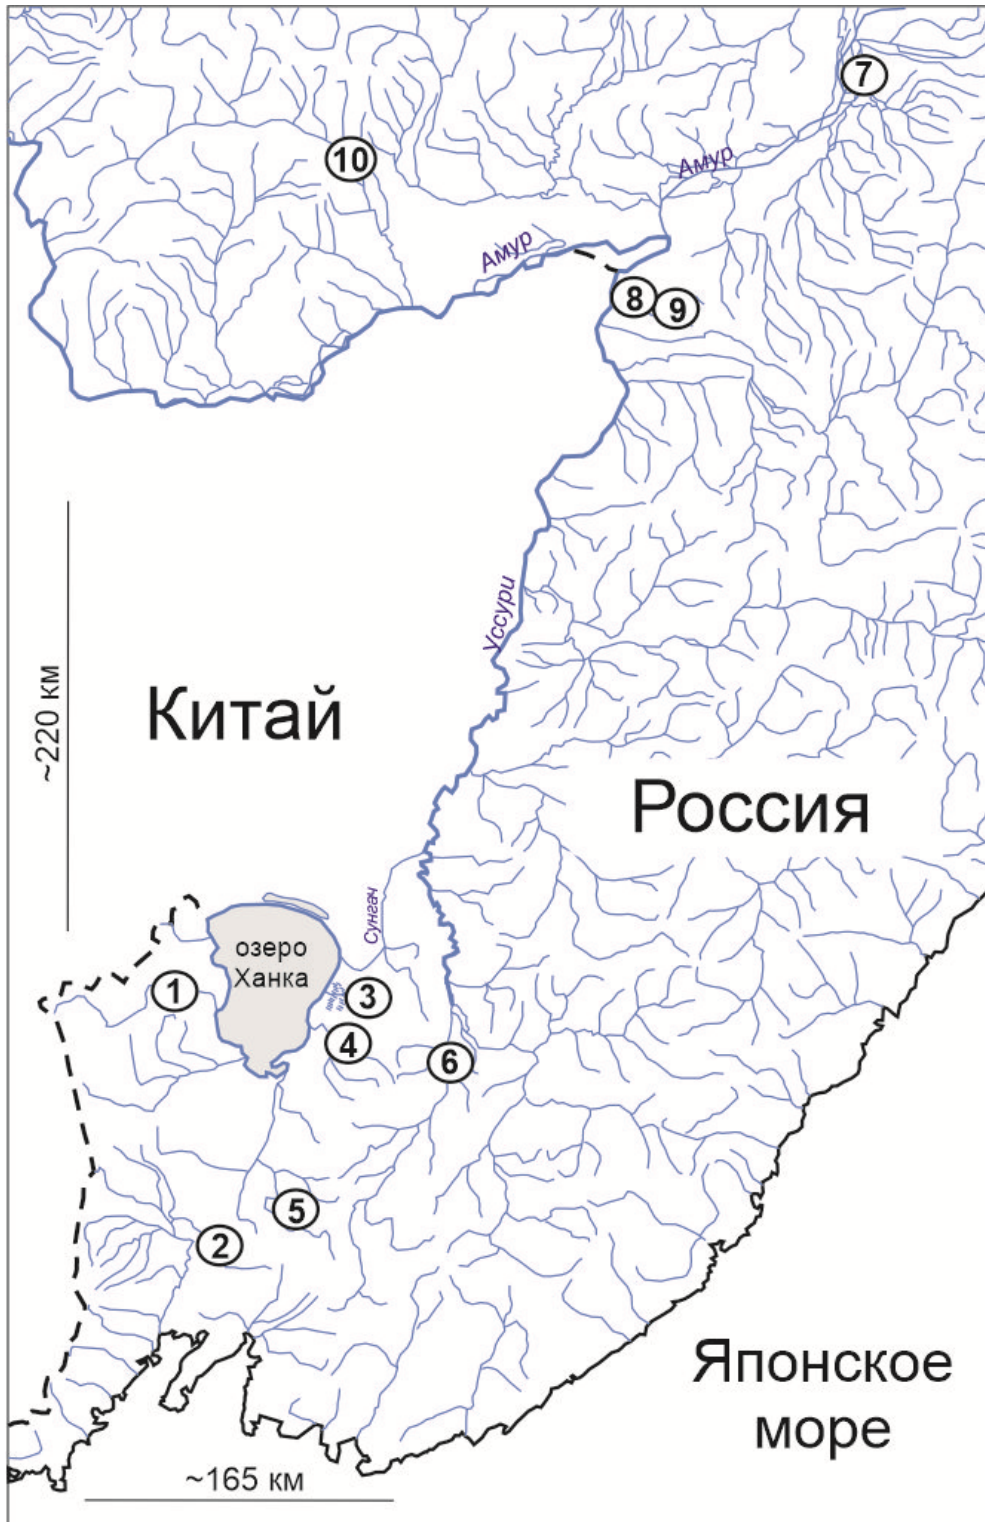 7
10
Амур
Амур
8
9
Уссури
~220 км
Китай
Россия
Сунгач
озеро
Ханка
1
3
4
6
5
2
Японское
море
~165 км